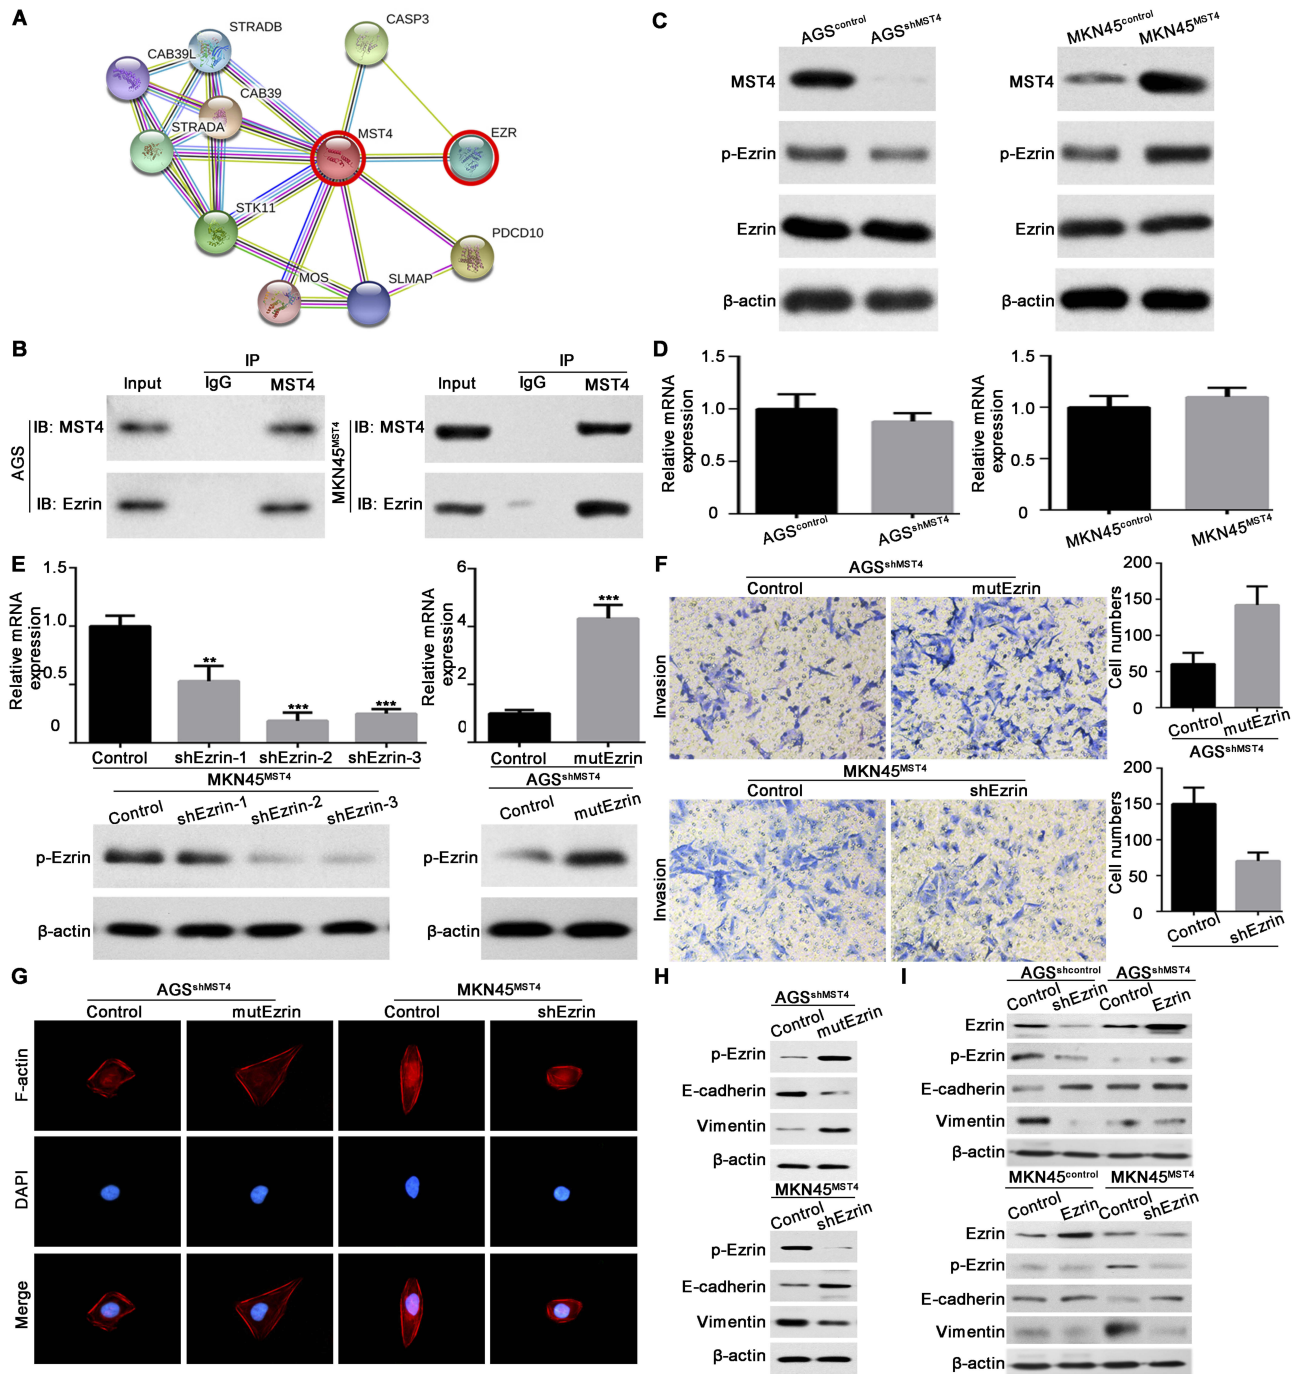 A
STRADB
CASP3
CAB39L
CAB39
STRADA
MST4
EZR
STK11
PDCD10
MOS
SLMAP
B
IP
IP
Input
IgG
MST4
Input
IgG
MST4
AGS
IB: MST4
IB: Ezrin
MKN45MST4
IB: MST4
IB: Ezrin
C
AGScontrol
AGSshMST4
MKN45control
MKN45MST4
MST4
MST4
p-Ezrin
p-Ezrin
Ezrin
Ezrin
β-actin
β-actin
D
Relative mRNA
expression
1.5
1.0
0.5
0
AGScontrol
AGSshMST4
Relative mRNA
expression
1.5
1.0
0.5
0
MKN45control
MKN45MST4
E
Relative mRNA
expression
1.5
1.0
0.5
0
**
***
***
Control
shEzrin-1
shEzrin-2
shEzrin-3
MKN45MST4
Relative mRNA
expression
6
4
2
0
***
Control
mutEzrin
AGSshMST4
Control
shEzrin-1
shEzrin-2
shEzrin-3
p-Ezrin
β-actin
Control
mutEzrin
p-Ezrin
β-actin
F
AGSshMST4
Control
mutEzrin
Invasion
Cell numbers
200
150
100
50
0
Control
mutEzrin
AGSshMST4
MKN45MST4
Control
shEzrin
Invasion
Cell numbers
200
150
100
50
0
Control
shEzrin
G
AGSshMST4
MKN45MST4
Control
mutEzrin
Control
shEzrin
F-actin
DAPI
Merge
H
AGSshMST4
Control
mutEzrin
p-Ezrin
E-cadherin
Vimentin
β-actin
MKN45MST4
Control
shEzrin
p-Ezrin
E-cadherin
Vimentin
β-actin
I
AGSshcontrol
AGSshMST4
Control
shEzrin
Control
Ezrin
Ezrin
p-Ezrin
E-cadherin
Vimentin
β-actin
MKN45control
MKN45MST4
Control
Ezrin
Control
shEzrin
Ezrin
p-Ezrin
E-cadherin
Vimentin
β-actin